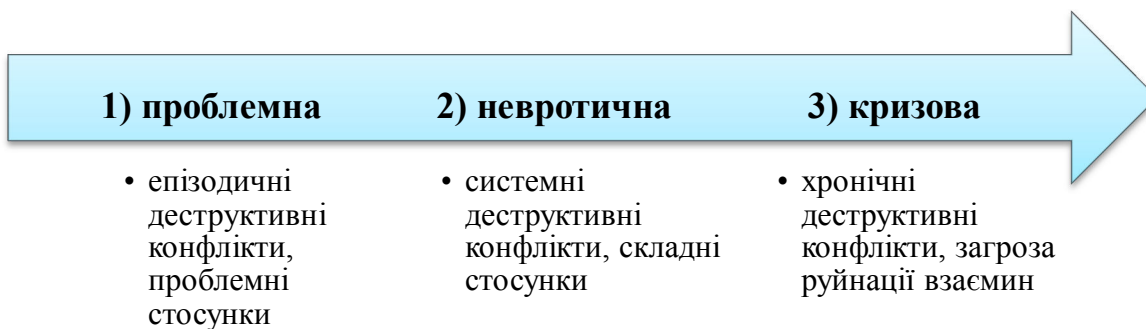 1) проблемна
2) невротична
3) кризова
• епізодичні
деструктивні
конфлікти,
проблемні
стосунки
• системні
деструктивні
конфлікти, складні
стосунки
• хронічні
деструктивні
конфлікти, загроза
руйнації взаємин